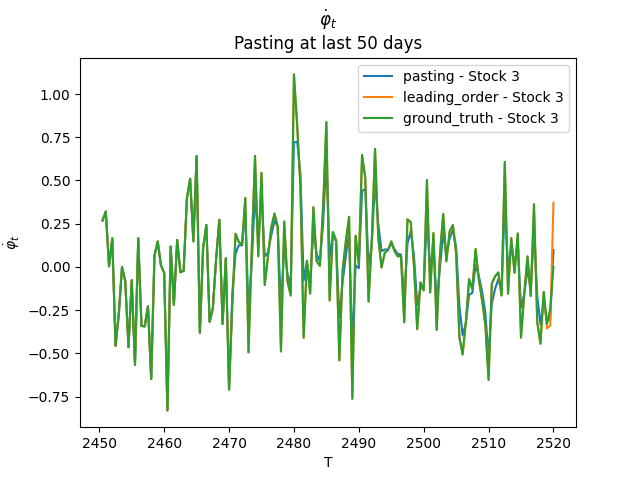 φ̇ₜ
Pasting at last 50 days
pasting - Stock 3
leading_order - Stock 3
ground_truth - Stock 3
1.00
0.75
0.50
0.25
0.00
−0.25
−0.50
−0.75
φ̇ₜ
2450 2460 2470 2480 2490 2500 2510 2520
T